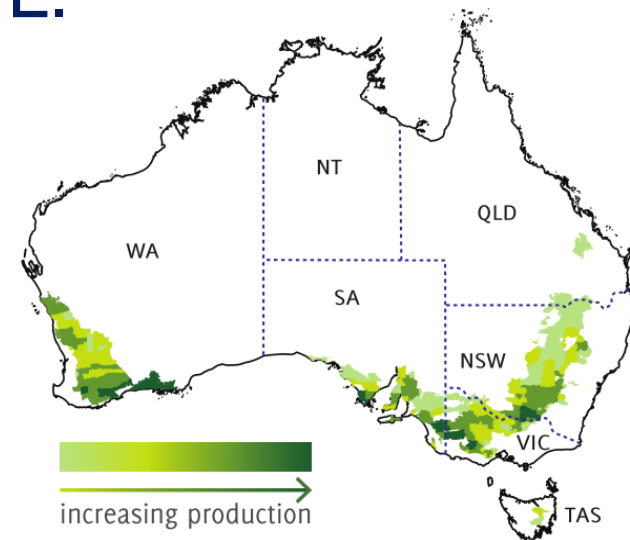 E.
NT
QLD
WA
SA
NSW
VIC
TAS
increasing production